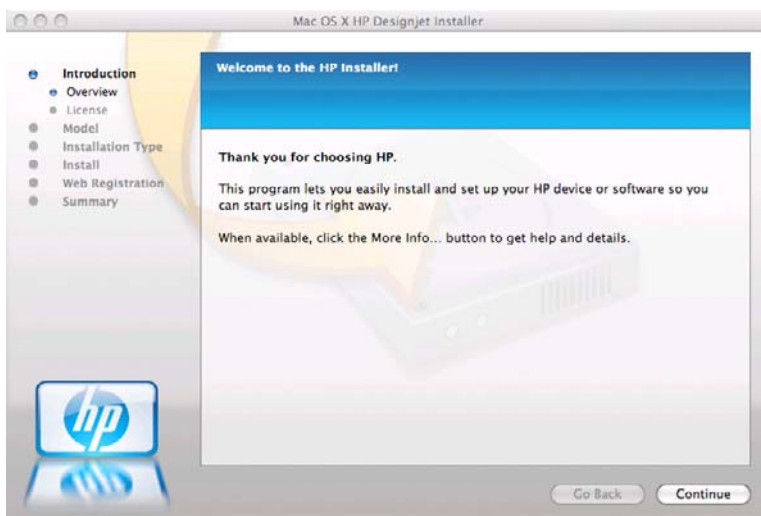 Mac OS X HP Designjet Installer
Introduction
Overview
License
Model
Installation Type
Install
Web Registration
Summary
Welcome to the HP Installer!
Thank you for choosing HP.
This program lets you easily install and set up your HP device or software so you
can start using it right away.
When available, click the More Info... button to get help and details.
hp
Go Back
Continue